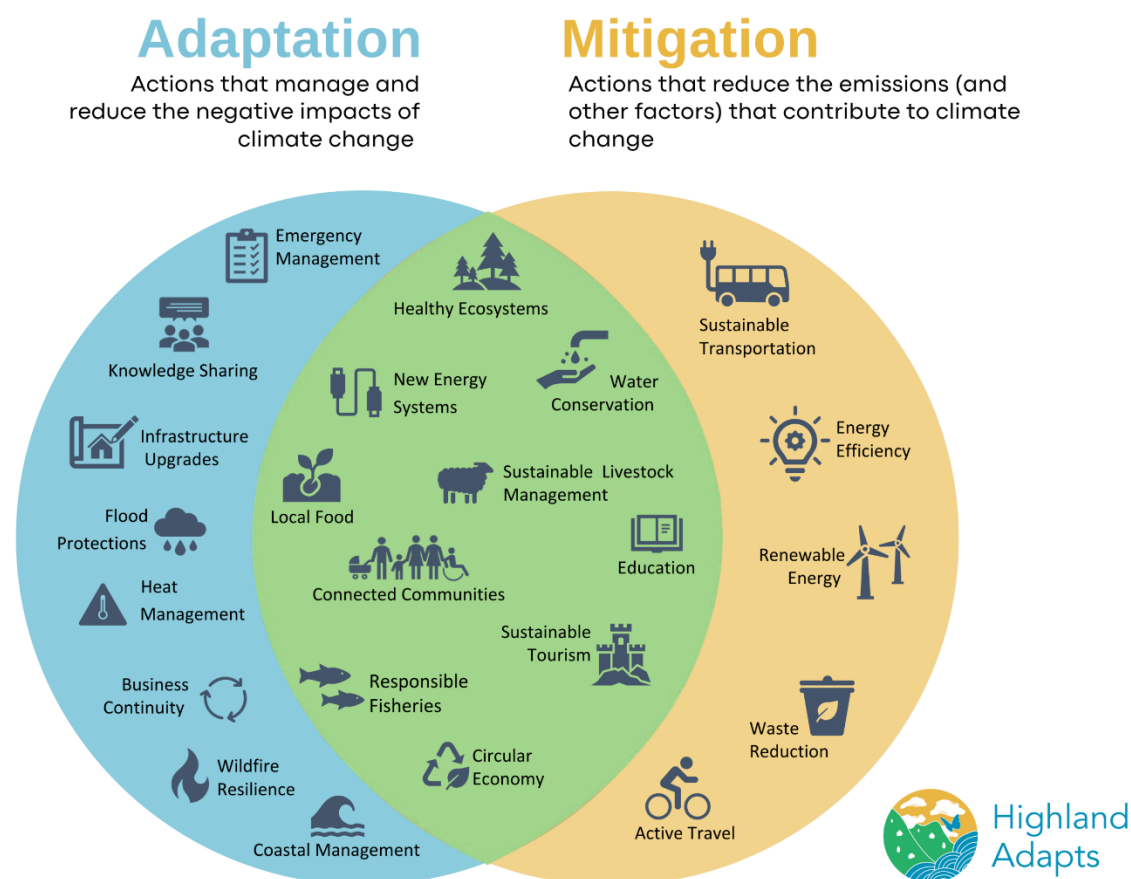 Adaptation
Actions that manage and
reduce the negative impacts of
climate change
Mitigation
Actions that reduce the emissions (and
other factors) that contribute to climate
change
Emergency
Management
Knowledge Sharing
Infrastructure
Upgrades
Flood
Protections
Heat
Management
Business
Continuity
Wildfire
Resilience
Coastal Management
Healthy Ecosystems
New Energy
Systems
Water
Conservation
Local Food
Sustainable Livestock
Management
Connected Communities
Education
Sustainable
Tourism
Responsible
Fisheries
Circular
Economy
Sustainable
Transportation
Energy
Efficiency
Renewable
Energy
Waste
Reduction
Active Travel
Highland
Adapts